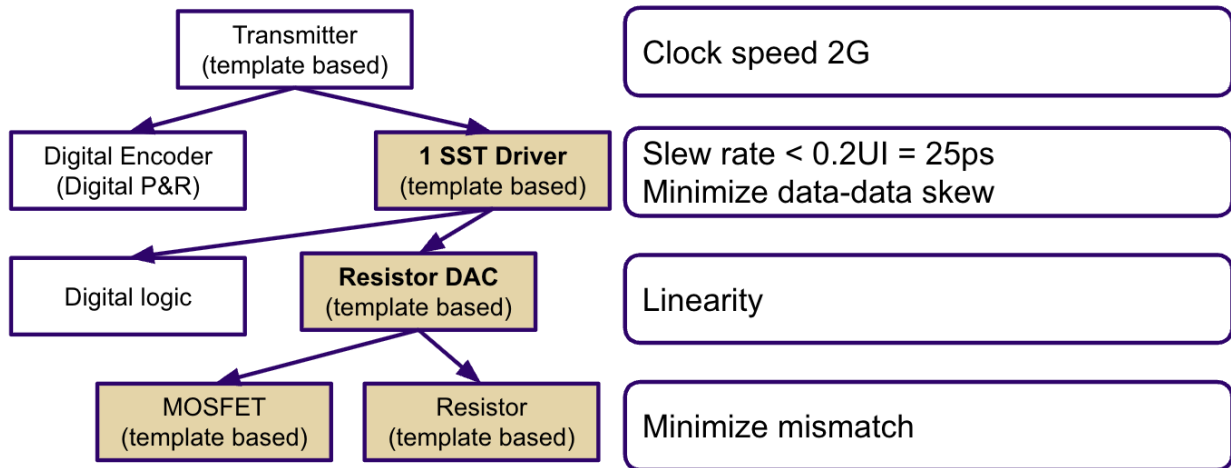 Transmitter
(template based)
Clock speed 2G
Digital Encoder
(Digital P&R)
1 SST Driver
(template based)
Slew rate < 0.2UI = 25ps
Minimize data-data skew
Digital logic
Resistor DAC
(template based)
Linearity
MOSFET
(template based)
Resistor
(template based)
Minimize mismatch